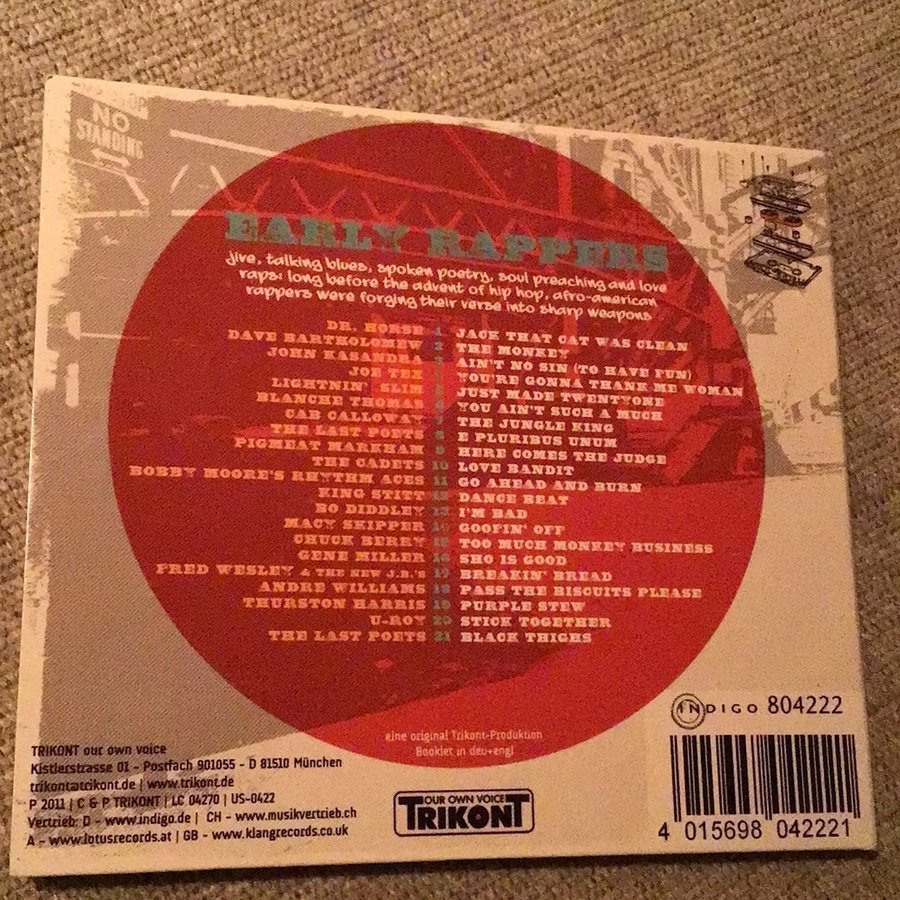 NO
STANDING
EARLY RAPPERS
jive, talking blues, spoken poetry, soul preaching and love
raps: long before the advent of hip hop, afro-american
rappers were forging their verse into sharp weapons
DR. HORSE 1 JACK THAT CAT WAS CLEAN
DAVE BARTHOLOMEW 2 THE MONKEY
JOHN KASANDRA 3 AIN'T NO SIN (TO HAVE FUN)
JOE TEX 4 YOU'RE GONNA THANK ME WOMAN
LIGHTNIN' SLIM 5 JUST MADE TWENTYONE
BLANCHE THOMAS 6 YOU AIN'T SUCH A MUCH
CAB CALLOWAY 7 THE JUNGLE KING
THE LAST POETS 8 E PLURIBUS UNUM
PIGMEAT MARKHAM 9 HERE COMES THE JUDGE
THE CADETS 10 LOVE BANDIT
BOBBY MOORE'S RHYTHM ACES 11 GO AHEAD AND BURN
KING STITT 12 DANCE BEAT
BO DIDDLEY 13 I'M BAD
MACY SKIPPER 14 GOOFIN' OFF
CHUCK BERRY 15 TOO MUCH MONKEY BUSINESS
GENE MILLER 16 SHO IS GOOD
FRED WESLEY & THE NEW J.B.'S 17 BREAKIN' BREAD
ANDRE WILLIAMS 18 PASS THE BISCUITS PLEASE
THURSTON HARRIS 19 PURPLE STEW
U-ROY 20 STICK TOGETHER
THE LAST POETS 21 BLACK THIGHS
eine original Trikont-Produktion
Booklet in deu+engl
TRIKONT our own voice
Kistlerstrasse 01 - Postfach 901055 - D 81510 München
trikont@trikont.de | www.trikont.de
P 2011 | C & P TRIKONT | LC 04270 | US-0422
Vertrieb: D - www.indigo.de | CH - www.musikvertrieb.ch
A - www.lotusrecords.at | GB - www.klangrecords.co.uk
OUR OWN VOICE
TRIKONT
INDIGO 804222
4 015698 042221